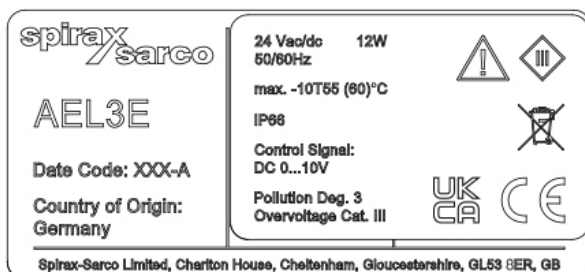 spirax
sarco
AEL3E
Date Code: XXX-A
Country of Origin:
Germany
24 Vac/dc 12W
50/60Hz
max. -10T55 (60)°C
IP66
Control Signal:
DC 0...10V
Pollution Deg. 3
Overvoltage Cat. III
III
UK
CA
CE
Spirax-Sarco Limited, Charlton House, Cheltenham, Gloucestershire, GL53 8ER, GB